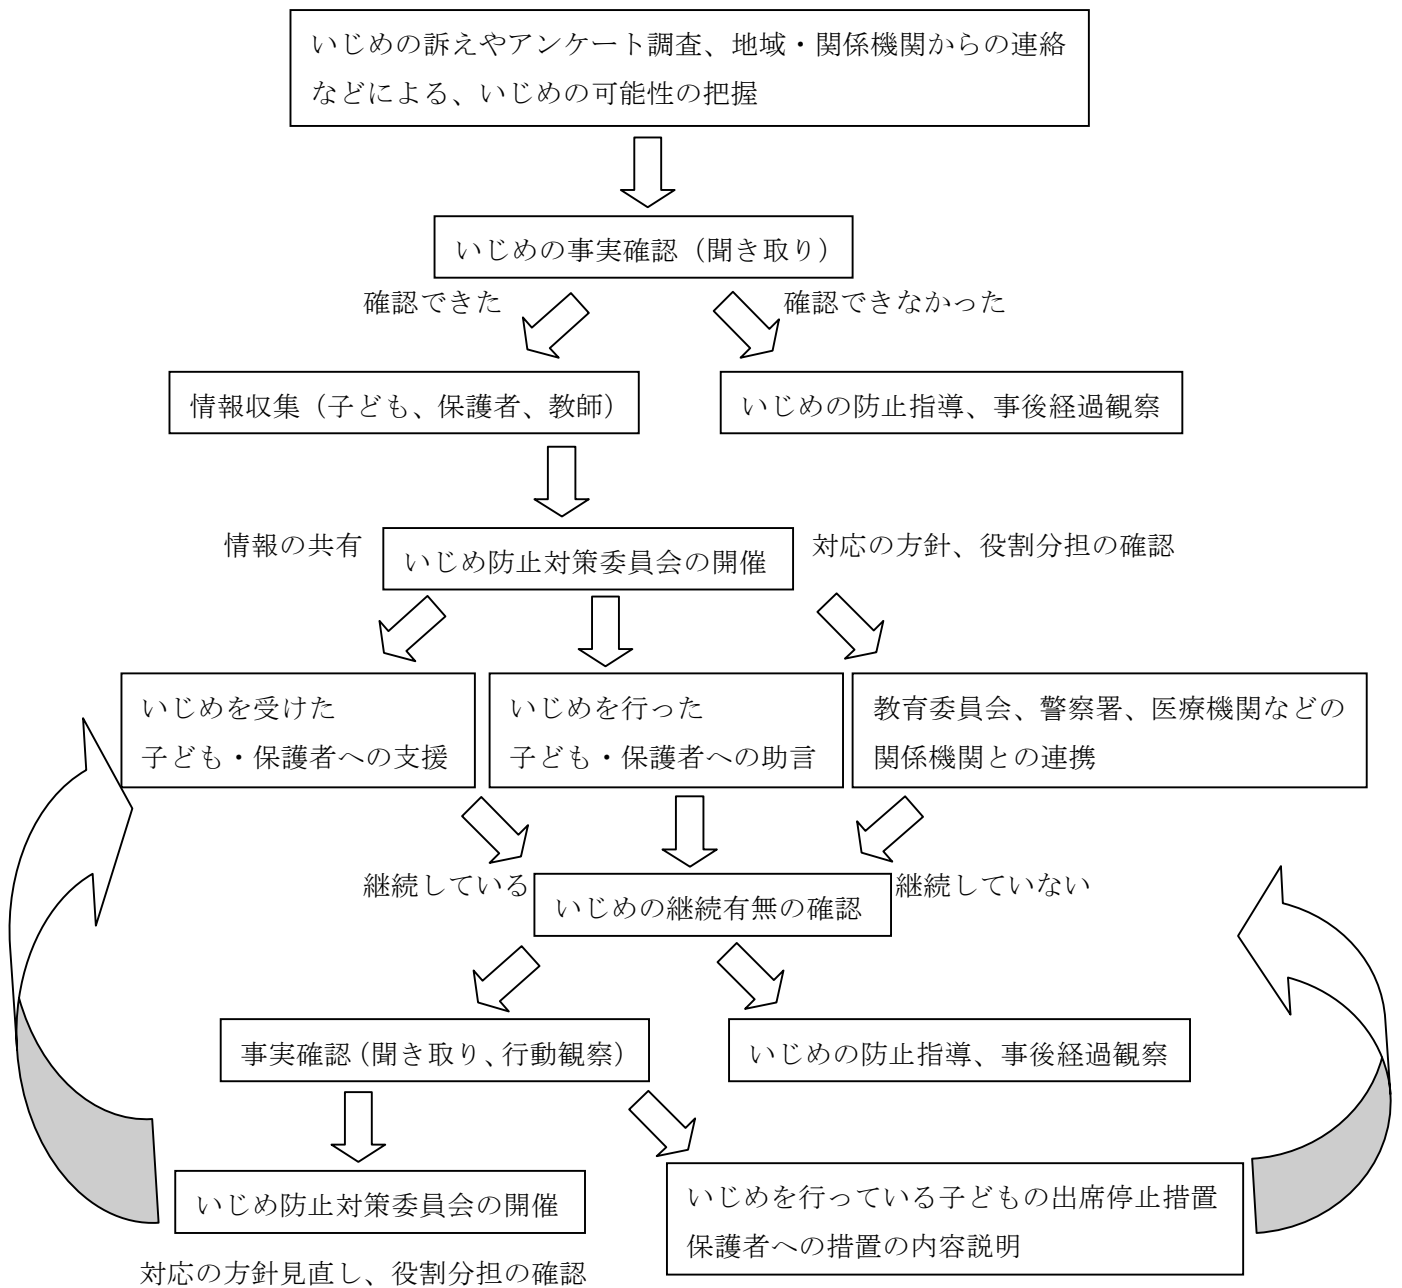 いじめの訴えやアンケート調査、地域・関係機関からの連絡
などによる、いじめの可能性の把握
いじめの事実確認（聞き取り）
確認できた
確認できなかった
情報収集（子ども、保護者、教師）
いじめの防止指導、事後経過観察
情報の共有
いじめ防止対策委員会の開催
対応の方針、役割分担の確認
いじめを受けた
子ども・保護者への支援
いじめを行った
子ども・保護者への助言
教育委員会、警察署、医療機関などの
関係機関との連携
継続している
いじめの継続有無の確認
継続していない
事実確認（聞き取り、行動観察）
いじめの防止指導、事後経過観察
いじめ防止対策委員会の開催
いじめを行っている子どもの出席停止措置
保護者への措置の内容説明
対応の方針見直し、役割分担の確認